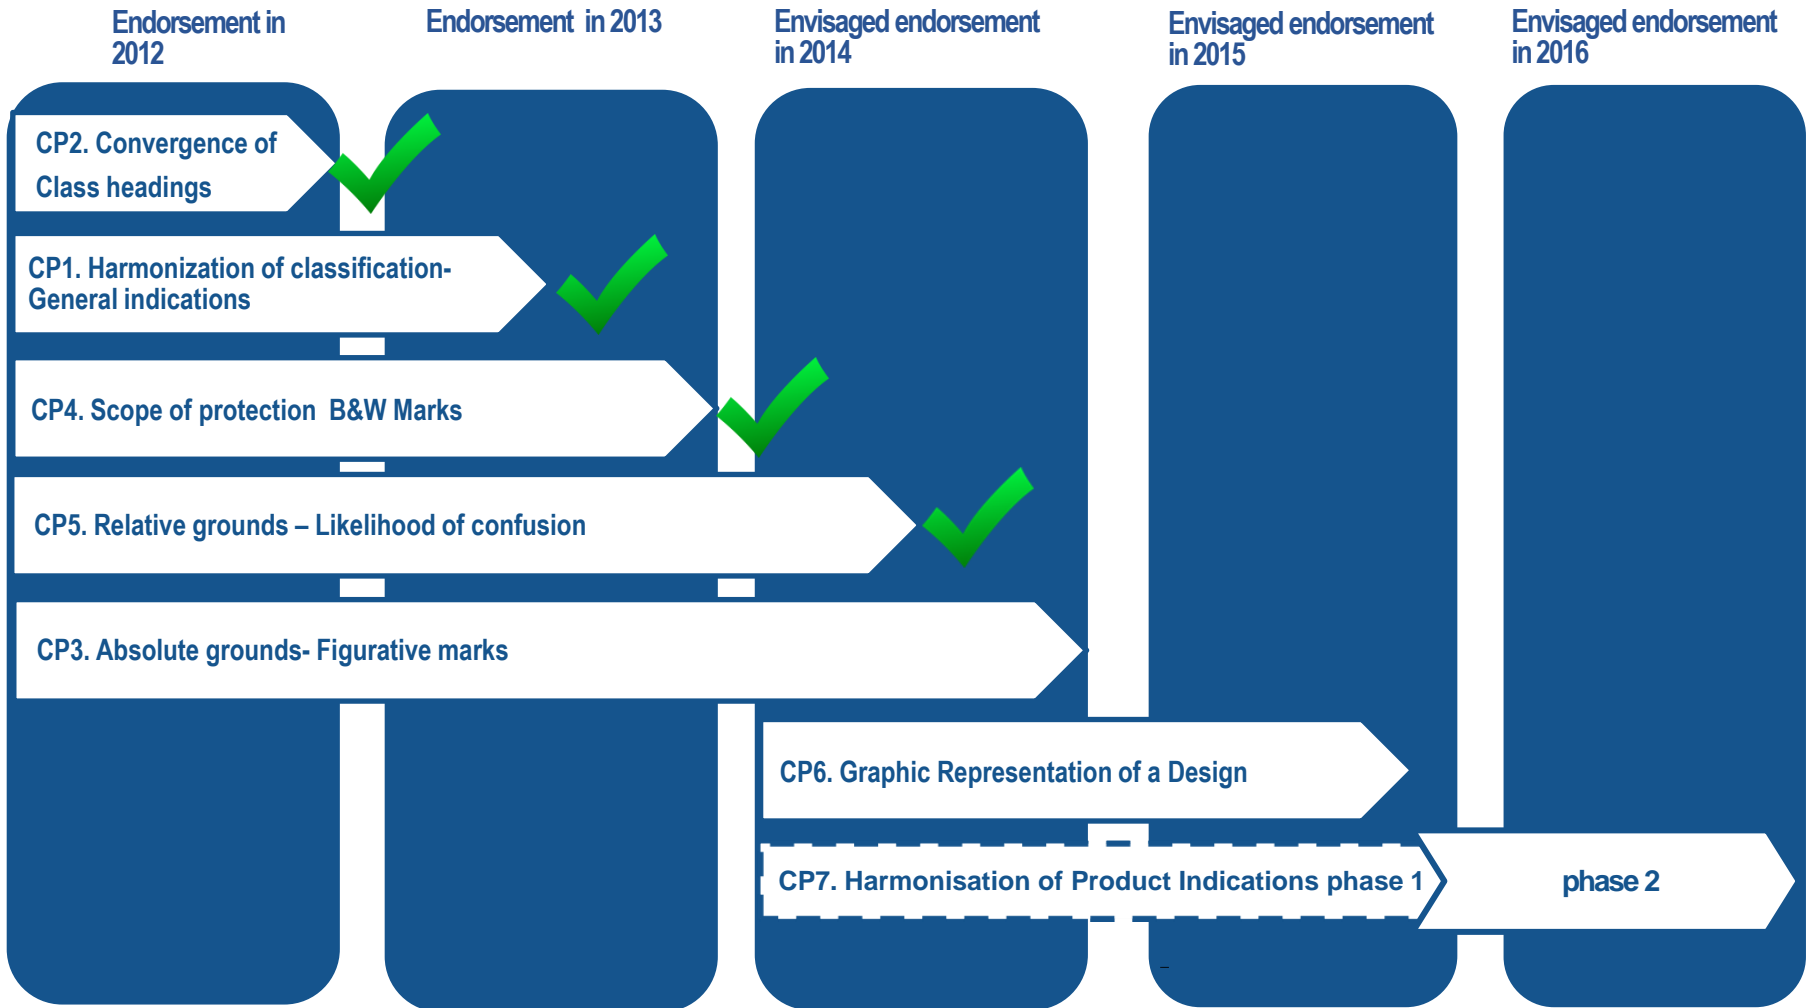 Endorsement in
2012
Endorsement in 2013
Envisaged endorsement
in 2014
Envisaged endorsement
in 2015
Envisaged endorsement
in 2016
CP2. Convergence of
Class headings
CP1. Harmonization of classification-
General indications
CP4. Scope of protection B&W Marks
CP5. Relative grounds – Likelihood of confusion
CP3. Absolute grounds- Figurative marks
CP6. Graphic Representation of a Design
CP7. Harmonisation of Product Indications phase 1
phase 2